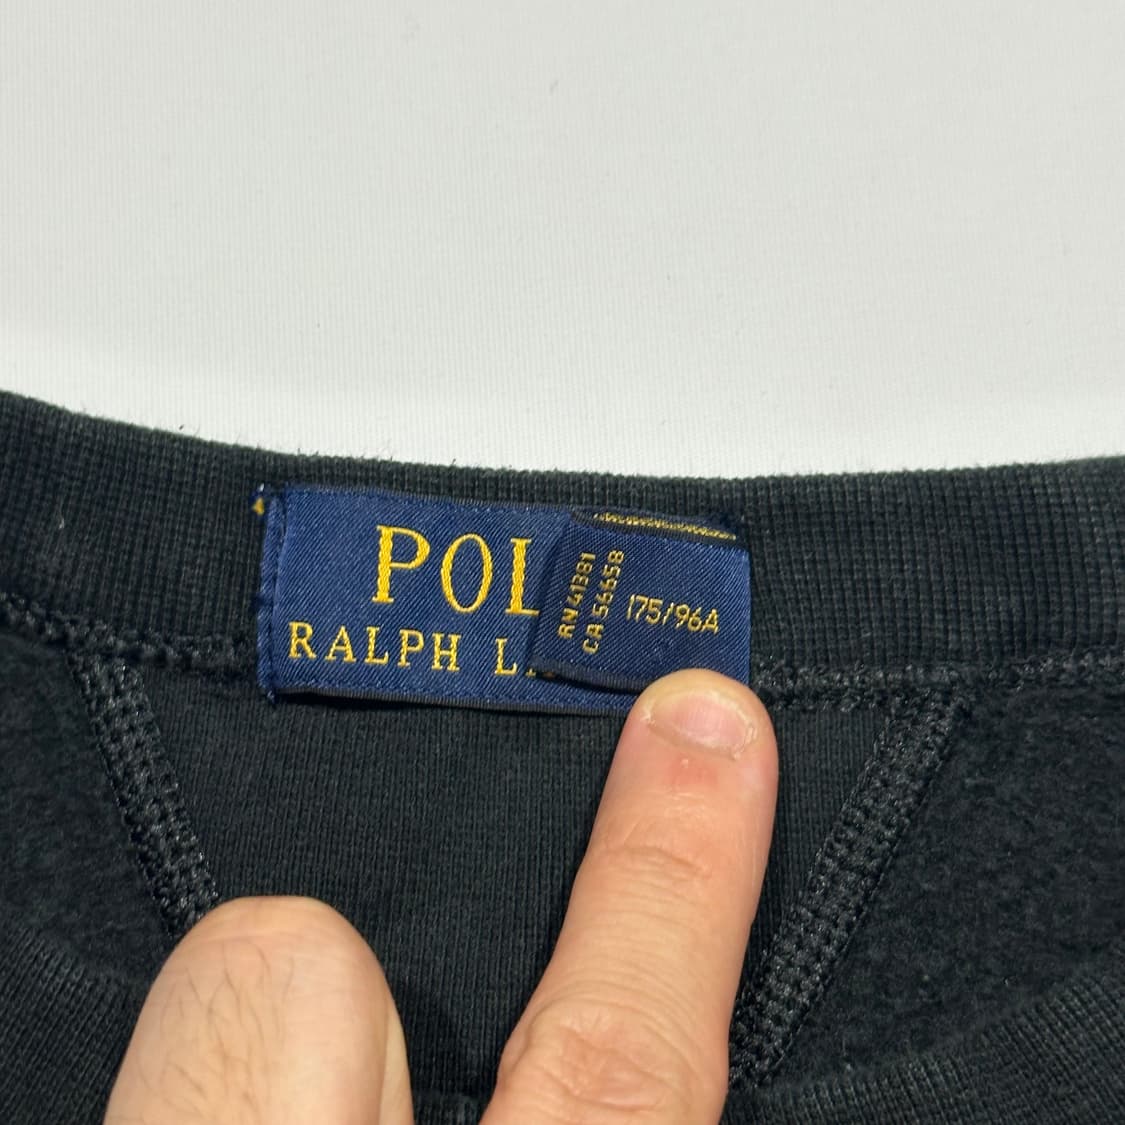 POL
RALPH L
RN 41381
CA 56658
175/96A